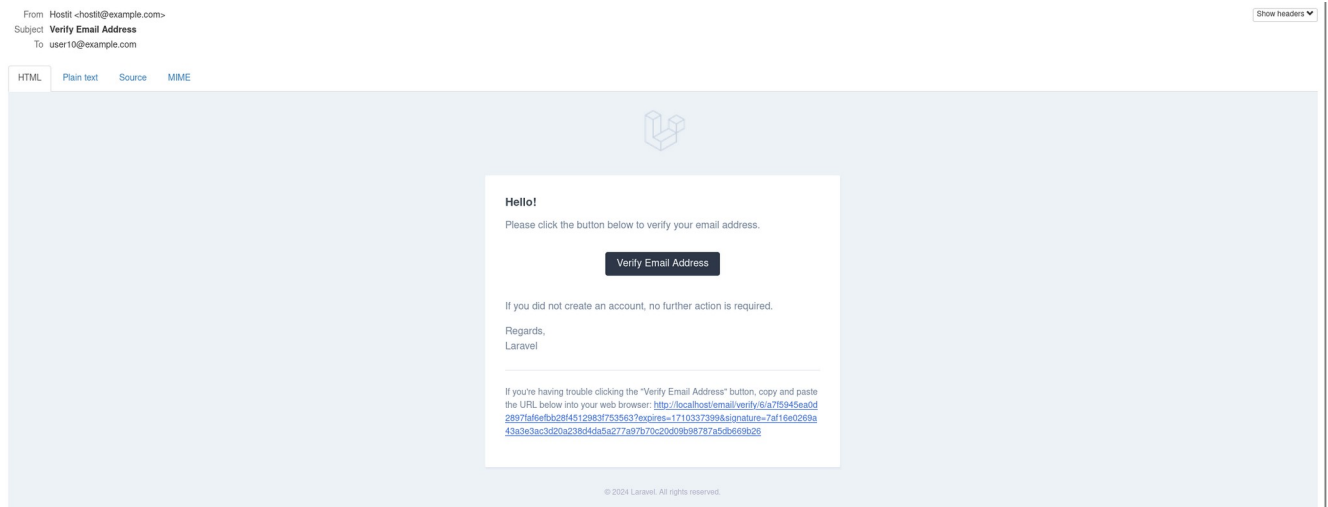 From Hostit <hostit@example.com>
Show headers
Subject Verify Email Address
To user10@example.com
HTML Plain text Source MIME
Hello!
Please click the button below to verify your email address.
Verify Email Address
If you did not create an account, no further action is required.
Regards,
Laravel
If you're having trouble clicking the "Verify Email Address" button, copy and paste
the URL below into your web browser: http://localhost/email/verify/6/a7f5945ea0d
2897faf6efbb28f4512983f753563?expires=1710337399&signature=7af16e0269a
43a3e3ac3d20a238d4da5a277a97b70c20d09b98787a5db669b26
© 2024 Laravel. All rights reserved.